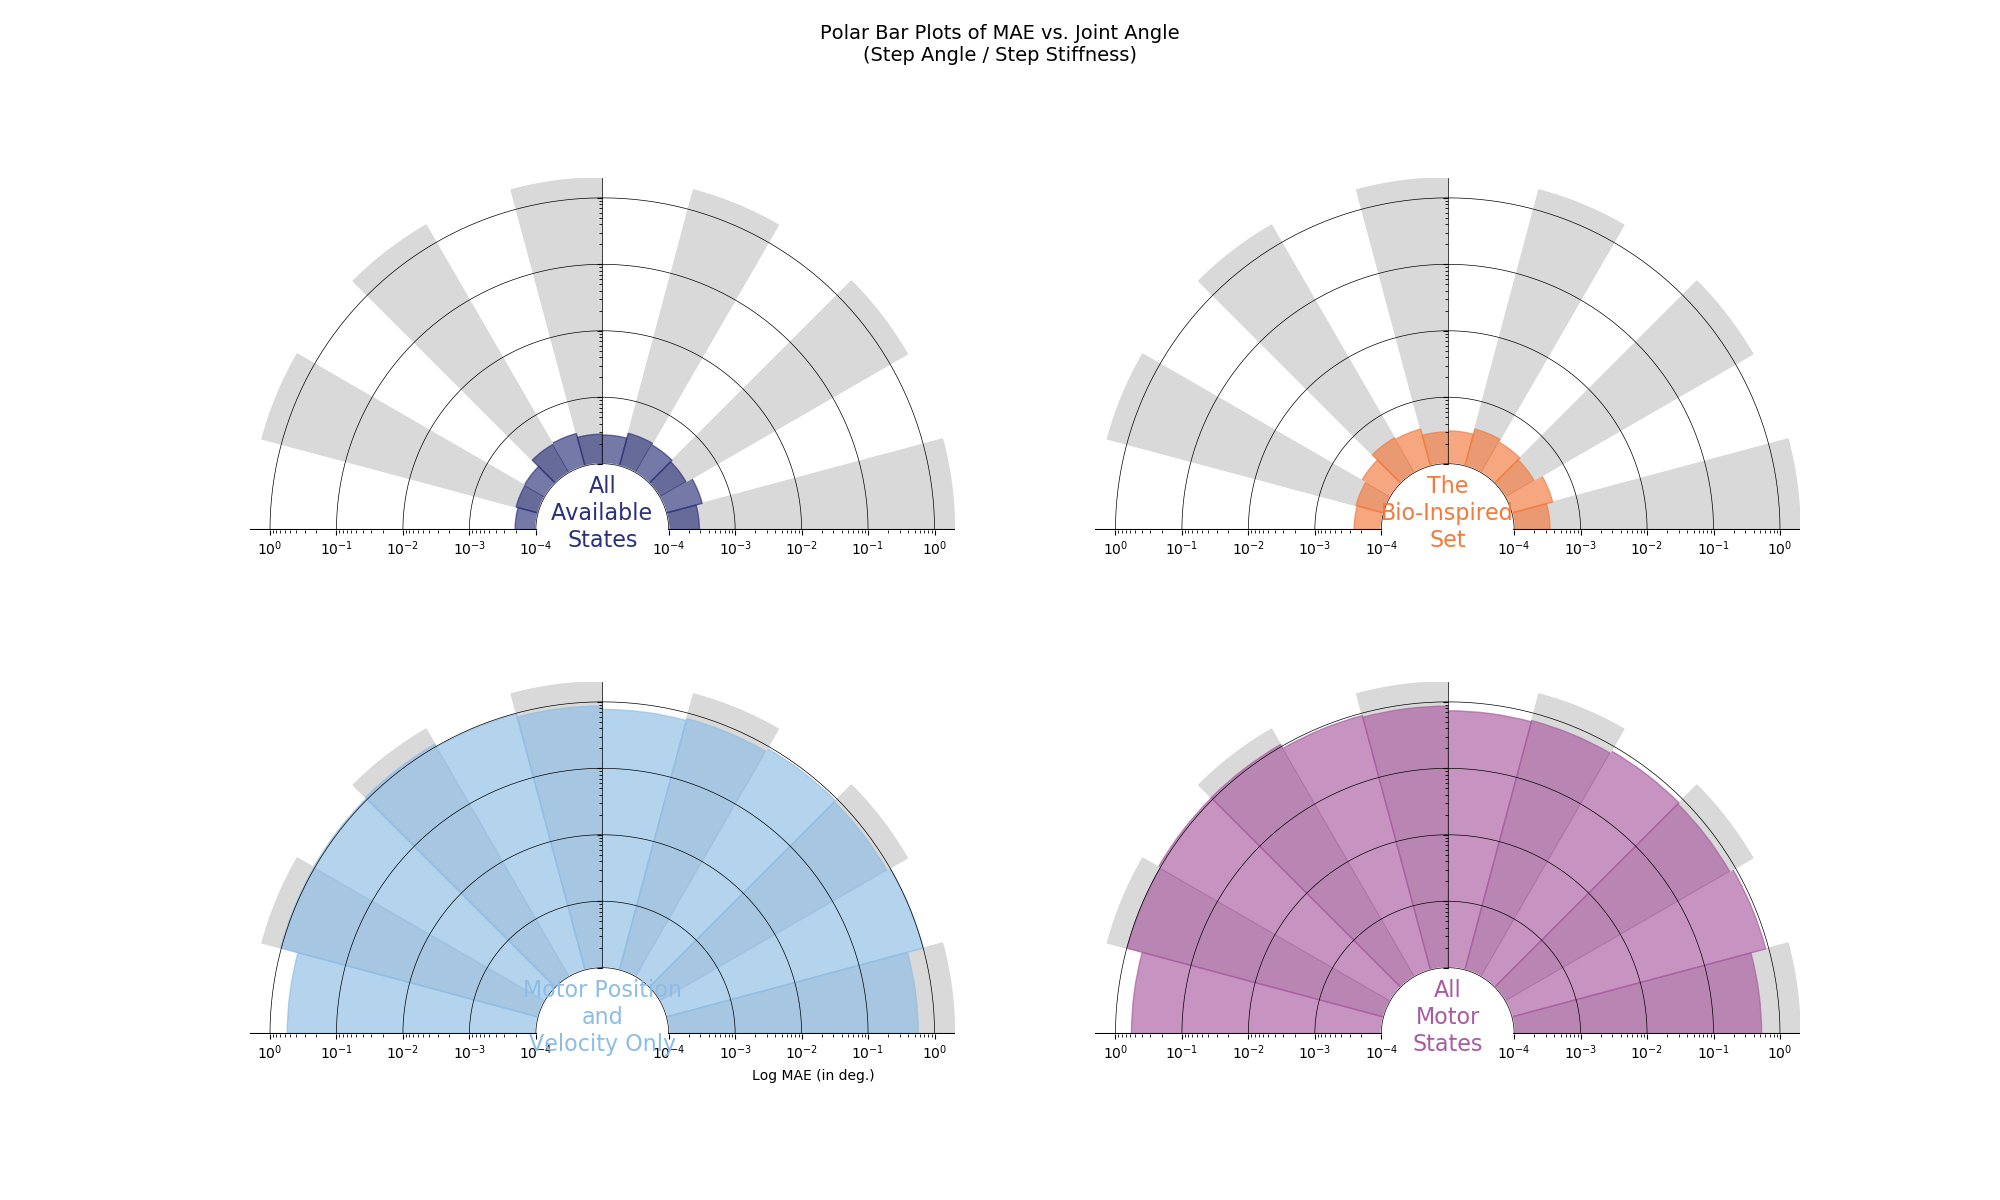 Polar Bar Plots of MAE vs. Joint Angle
(Step Angle / Step Stiffness)
All
Available
States
10⁰ 10⁻¹ 10⁻² 10⁻³ 10⁻⁴ 10⁻⁴ 10⁻³ 10⁻² 10⁻¹ 10⁰
The
Bio-Inspired
Set
10⁰ 10⁻¹ 10⁻² 10⁻³ 10⁻⁴ 10⁻⁴ 10⁻³ 10⁻² 10⁻¹ 10⁰
Motor Position
and
Velocity Only
10⁰ 10⁻¹ 10⁻² 10⁻³ 10⁻⁴ 10⁻⁴ 10⁻³ 10⁻² 10⁻¹ 10⁰
Log MAE (in deg.)
All
Motor
States
10⁰ 10⁻¹ 10⁻² 10⁻³ 10⁻⁴ 10⁻⁴ 10⁻³ 10⁻² 10⁻¹ 10⁰